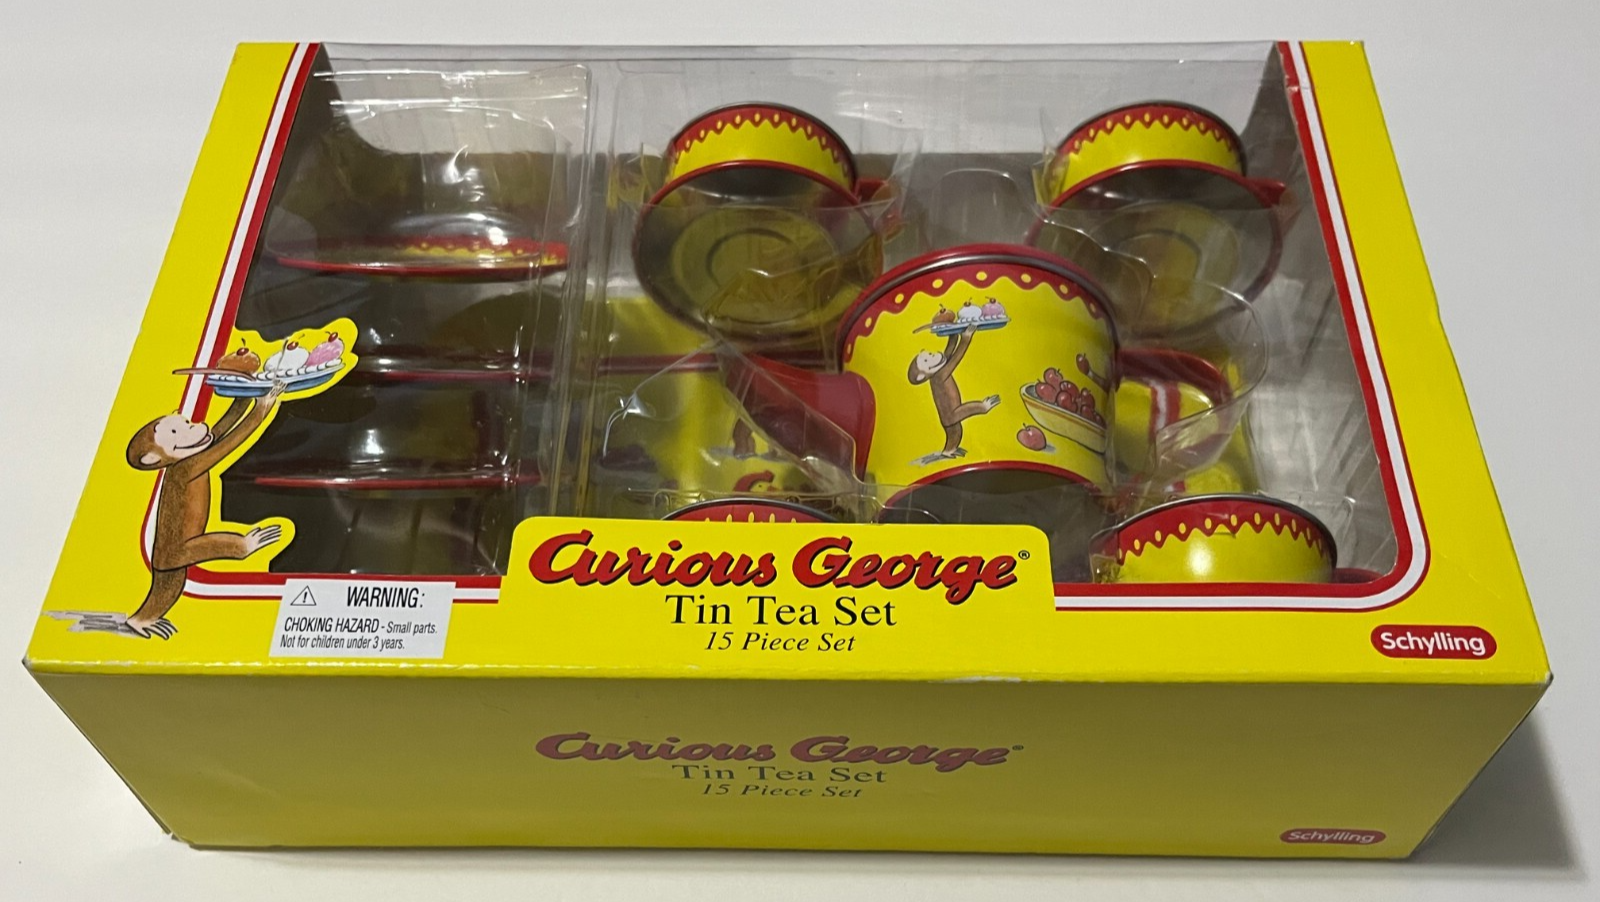 Curious George®
Tin Tea Set
15 Piece Set
WARNING:
CHOKING HAZARD - Small parts.
Not for children under 3 years.
Schylling
Curious George®
Tin Tea Set
15 Piece Set
Schylling